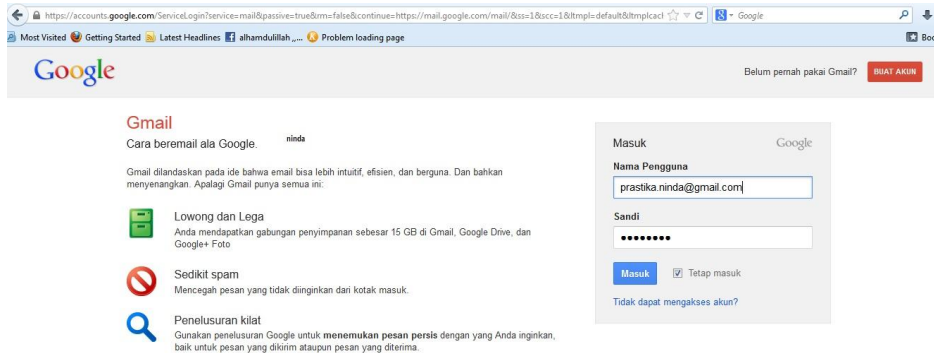 https://accounts.google.com/ServiceLogin?service=mail&passive=true&rm=false&continue=https://mail.google.com/mail/&ss=1&scc=1&ltmpl=default&ltmplcacl
Google
Most Visited Getting Started Latest Headlines alhamdulillah ,,... Problem loading page
Boo
Google
Belum pernah pakai Gmail? BUAT AKUN
Gmail
Cara beremail ala Google.
ninda
Gmail dilandaskan pada ide bahwa email bisa lebih intuitif, efisien, dan berguna. Dan bahkan
menyenangkan. Apalagi Gmail punya semua ini:
Lowong dan Lega
Anda mendapatkan gabungan penyimpanan sebesar 15 GB di Gmail, Google Drive, dan
Google+ Foto
Sedikit spam
Mencegah pesan yang tidak diinginkan dari kotak masuk.
Penelusuran kilat
Gunakan penelusuran Google untuk menemukan pesan persis dengan yang Anda inginkan,
baik untuk pesan yang dikirim ataupun pesan yang diterima.
Masuk Google
Nama Pengguna
prastika.ninda@gmail.com
Sandi
••••••••
Masuk Tetap masuk
Tidak dapat mengakses akun?